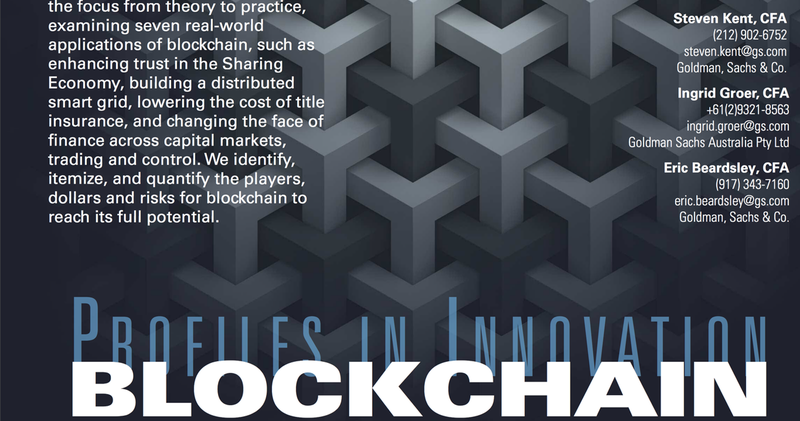 the focus from theory to practice,
examining seven real-world
applications of blockchain, such as
enhancing trust in the Sharing
Economy, building a distributed
smart grid, lowering the cost of title
insurance, and changing the face of
finance across capital markets,
trading and control. We identify,
itemize, and quantify the players,
dollars and risks for blockchain to
reach its full potential.
Steven Kent, CFA
(212) 902-6752
steven.kent@gs.com
Goldman, Sachs & Co.
Ingrid Groer, CFA
+61(2)9321-8563
ingrid.groer@gs.com
Goldman Sachs Australia Pty Ltd
Eric Beardsley, CFA
(917) 343-7160
eric.beardsley@gs.com
Goldman, Sachs & Co.
PROFILES IN INNOVATION
BLOCKCHAIN